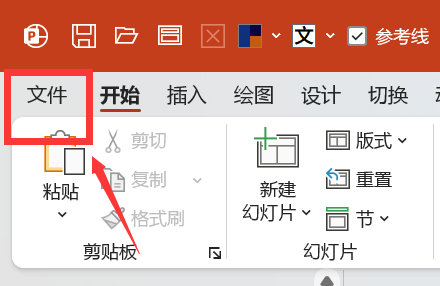 P 文 参考线
文件 开始 插入 绘图 设计 切换
粘贴 剪切 复制 格式刷
剪贴板
新建
幻灯片 版式 重置 节
幻灯片